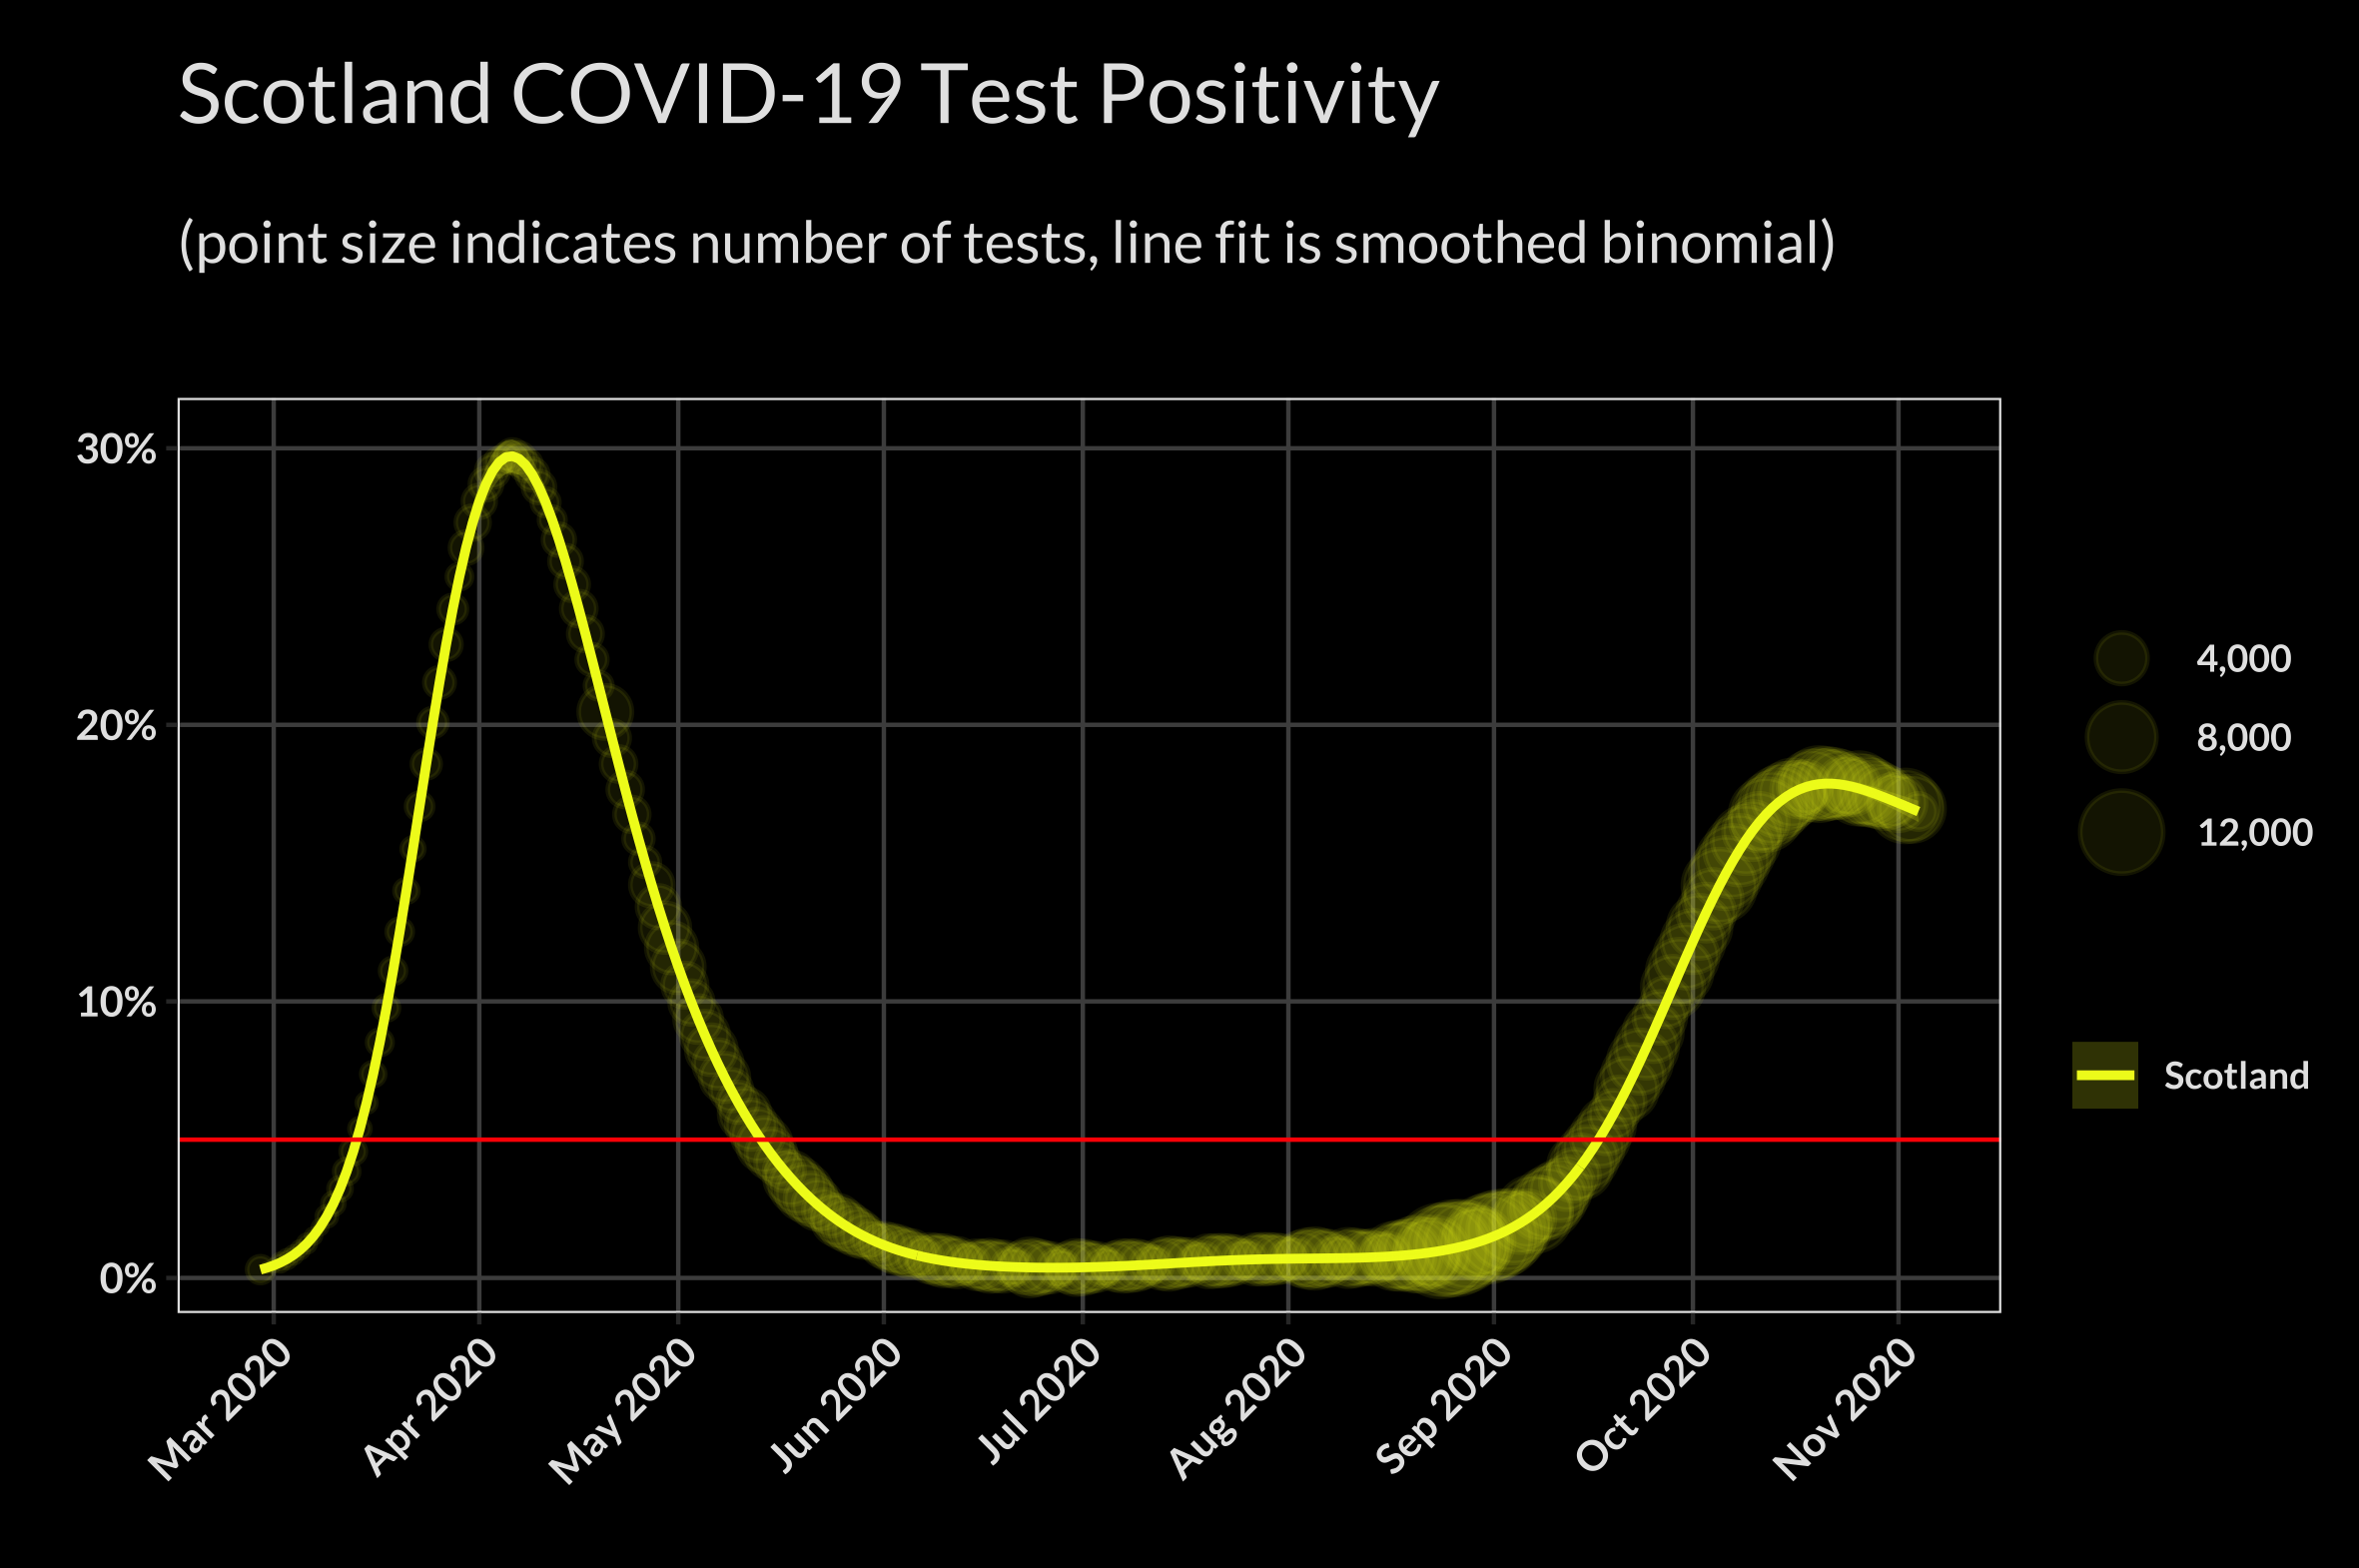 Scotland COVID-19 Test Positivity
(point size indicates number of tests, line fit is smoothed binomial)
30%
20%
10%
0%
Mar 2020
Apr 2020
May 2020
Jun 2020
Jul 2020
Aug 2020
Sep 2020
Oct 2020
Nov 2020
4,000
8,000
12,000
Scotland